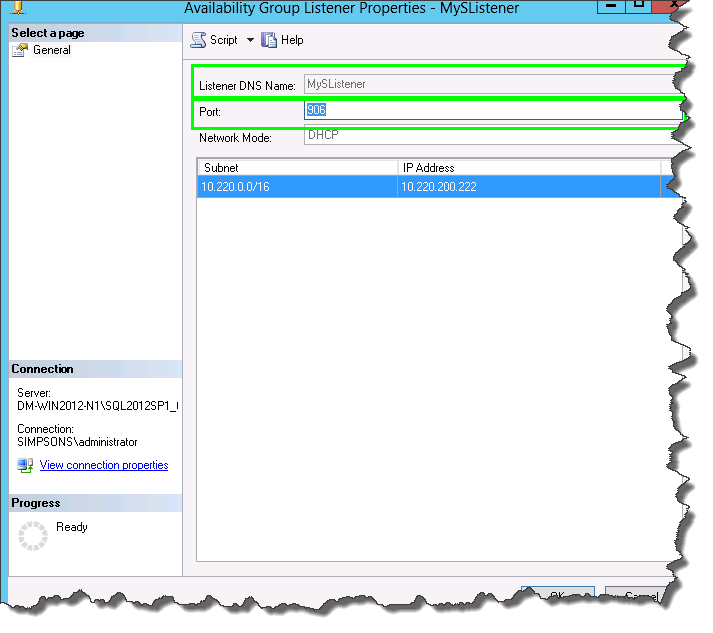 Availability Group Listener Properties - MySListener
Select a page
General
Script Help
Listener DNS Name: MySListener
Port: 906
Network Mode: DHCP
Subnet IP Address
10.220.0.0/16 10.220.200.222
Connection
Server:
DM-WIN2012-N1\SQL2012SP1_
Connection:
SIMPSONS\administrator
View connection properties
Progress
Ready
OK Cancel